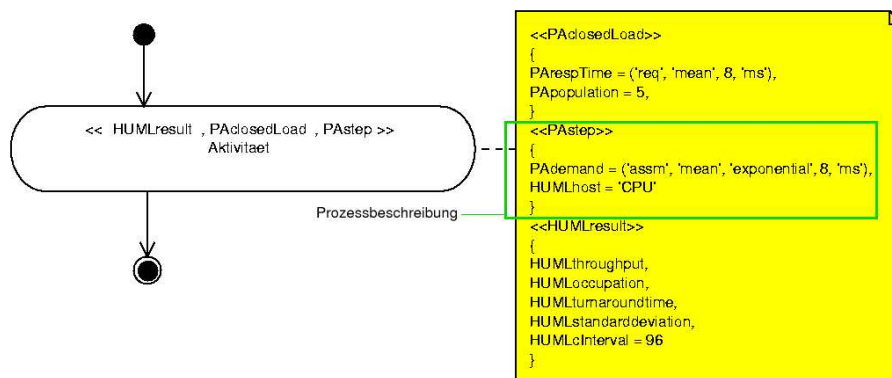 << HUMLresult , PAclosedLoad , PAstep >>
Aktivitaet
Prozessbeschreibung
<<PAclosedLoad>>
{
PArespTime = ('req', 'mean', 8, 'ms'),
PApopulation = 5,
}
<<PAstep>>
{
PAdemand = ('assm', 'mean', 'exponential', 8, 'ms'),
HUMLhost = 'CPU'
}
<<HUMLresult>>
{
HUMLthroughput,
HUMLoccupation,
HUMLturnaroundtime,
HUMLstandarddeviation,
HUMLcInterval = 96
}